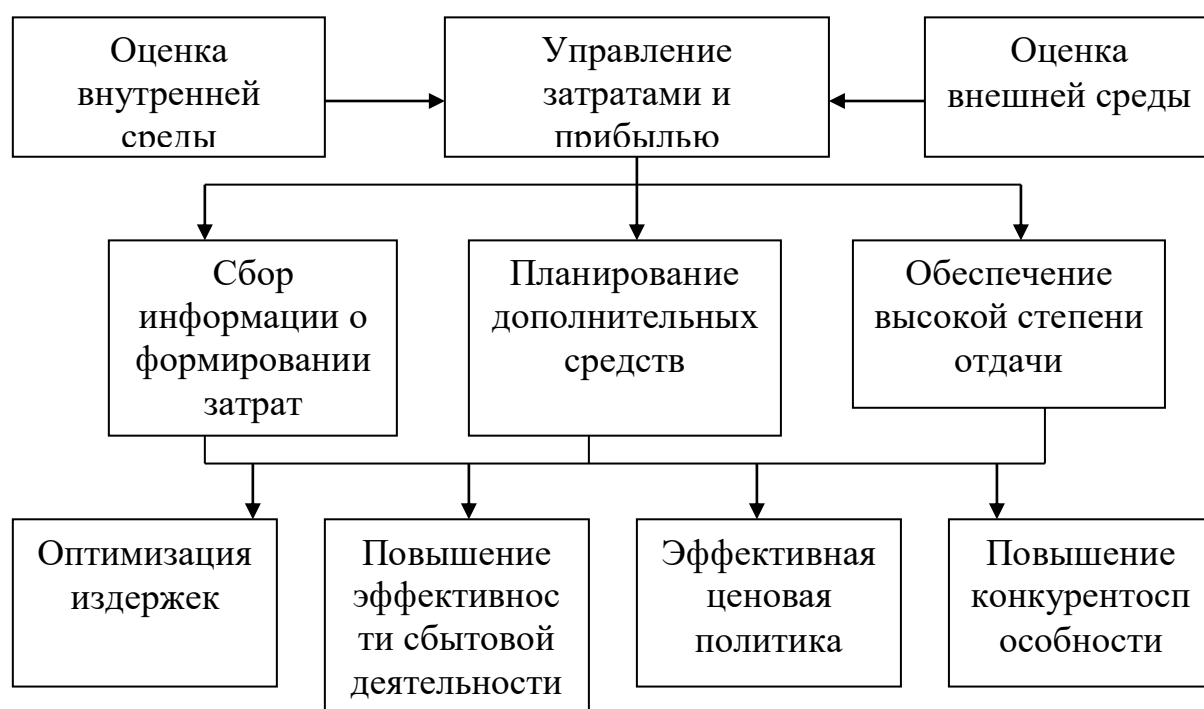 Оценка
внутренней
среды
Управление
затратами и
прибылью
Оценка
внешней среды
Сбор
информации о
формировании
затрат
Планирование
дополнительных
средств
Обеспечение
высокой степени
отдачи
Оптимизация
издержек
Повышение
эффективнос
ти сбытовой
деятельности
Эффективная
ценовая
политика
Повышение
конкурентосп
особности